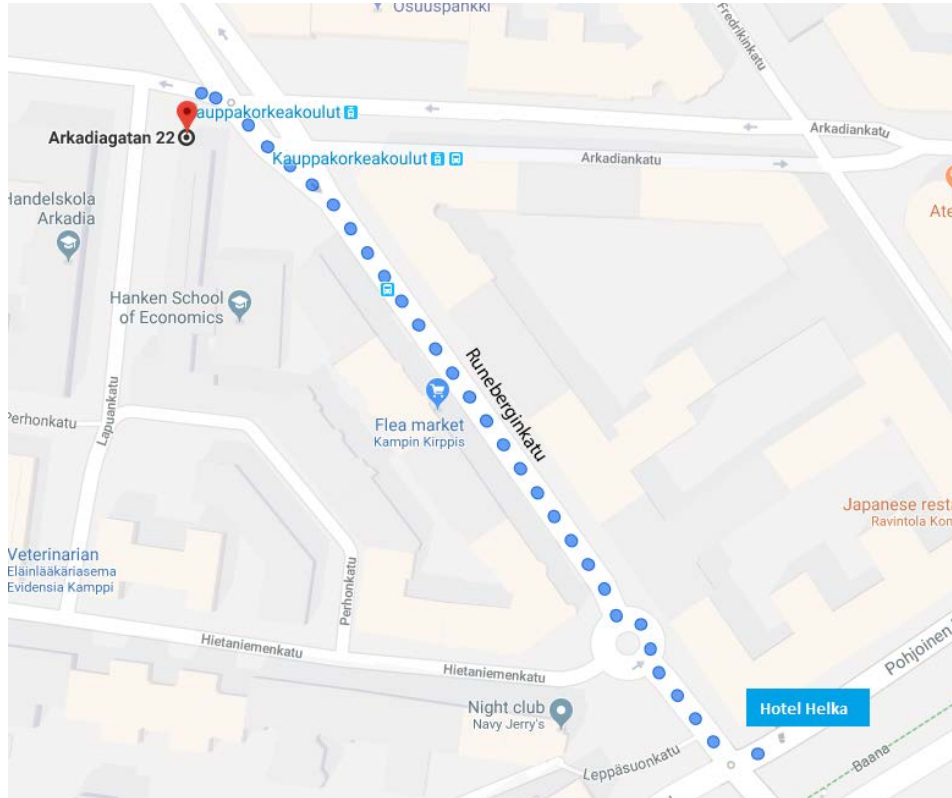 Osuuspankki
Fredrikinkatu
Kauppakorkeakoulut
Arkadiankatu
Arkadiagatan 22
Kauppakorkeakoulut
Arkadiankatu
Handelskola
Arkadia
Ate
Hanken School
of Economics
Runeberginkatu
Lapuankatu
Perhonkatu
Flea market
Kampin Kirppis
Japanese resta
Ravintola Kon
Veterinarian
Eläinlääkäriasema
Evidensia Kamppi
Perhonkatu
Hietaniemenkatu
Hietaniemenkatu
Pohjoinen
Night club
Navy Jerry's
Hotel Helka
Leppäsuonkatu
Baana